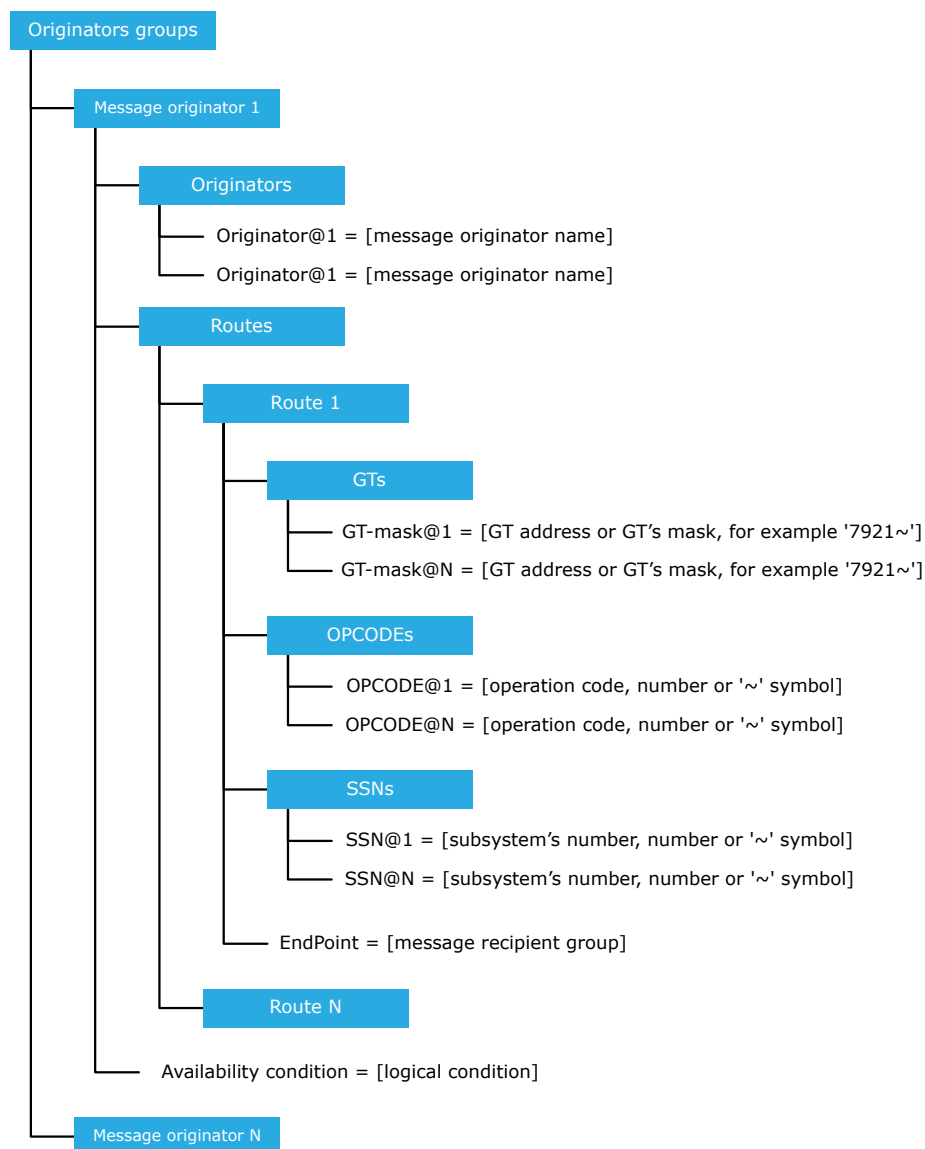 Originators groups
Message originator 1
Originators
Originator@1 = [message originator name]
Originator@1 = [message originator name]
Routes
Route 1
GTs
GT-mask@1 = [GT address or GT’s mask, for example '7921~']
GT-mask@N = [GT address or GT’s mask, for example '7921~']
OPCODEs
OPCODE@1 = [operation code, number or '~' symbol]
OPCODE@N = [operation code, number or '~' symbol]
SSNs
SSN@1 = [subsystem’s number, number or '~' symbol]
SSN@N = [subsystem’s number, number or '~' symbol]
EndPoint = [message recipient group]
Route N
Availability condition = [logical condition]
Message originator N